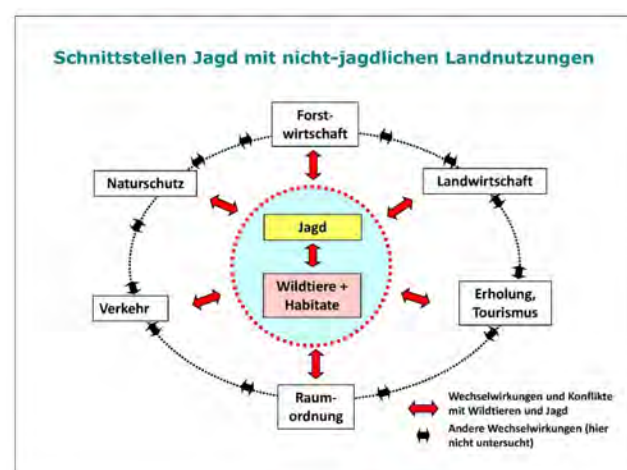 Schnittstellen Jagd mit nicht-jagdlichen Landnutzungen
Forst-
wirtschaft
Naturschutz
Landwirtschaft
Jagd
Wildtiere +
Habitate
Verkehr
Erholung,
Tourismus
Raum-
ordnung
Wechselwirkungen und Konflikte
mit Wildtieren und Jagd
Andere Wechselwirkungen (hier
nicht untersucht)